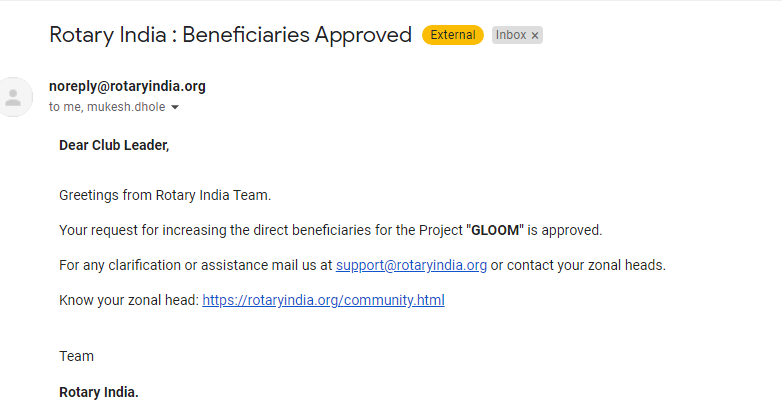 Rotary India : Beneficiaries Approved External Inbox ×
noreply@rotaryindia.org
to me, mukesh.dhole
Dear Club Leader,
Greetings from Rotary India Team.
Your request for increasing the direct beneficiaries for the Project "GLOOM" is approved.
For any clarification or assistance mail us at support@rotaryindia.org or contact your zonal heads.
Know your zonal head: https://rotaryindia.org/community.html
Team
Rotary India.